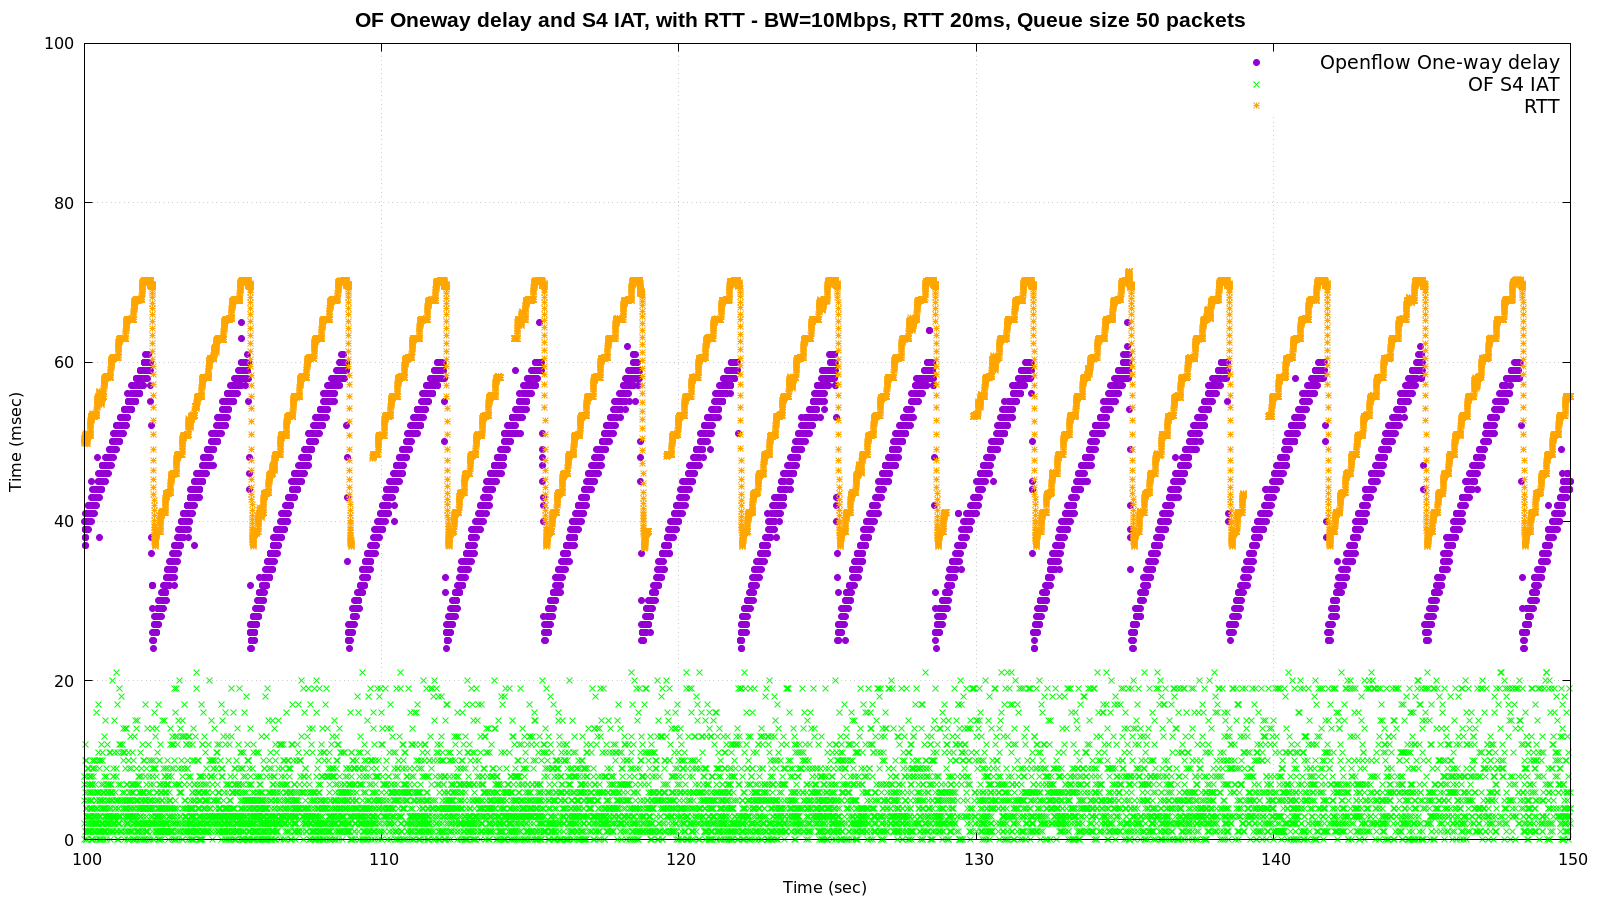 OF Oneway delay and S4 IAT, with RTT - BW=10Mbps, RTT 20ms, Queue size 50 packets
Openflow One-way delay
OF S4 IAT
RTT
Time (msec)
100
80
60
40
20
0
100 110 120 130 140 150
Time (sec)